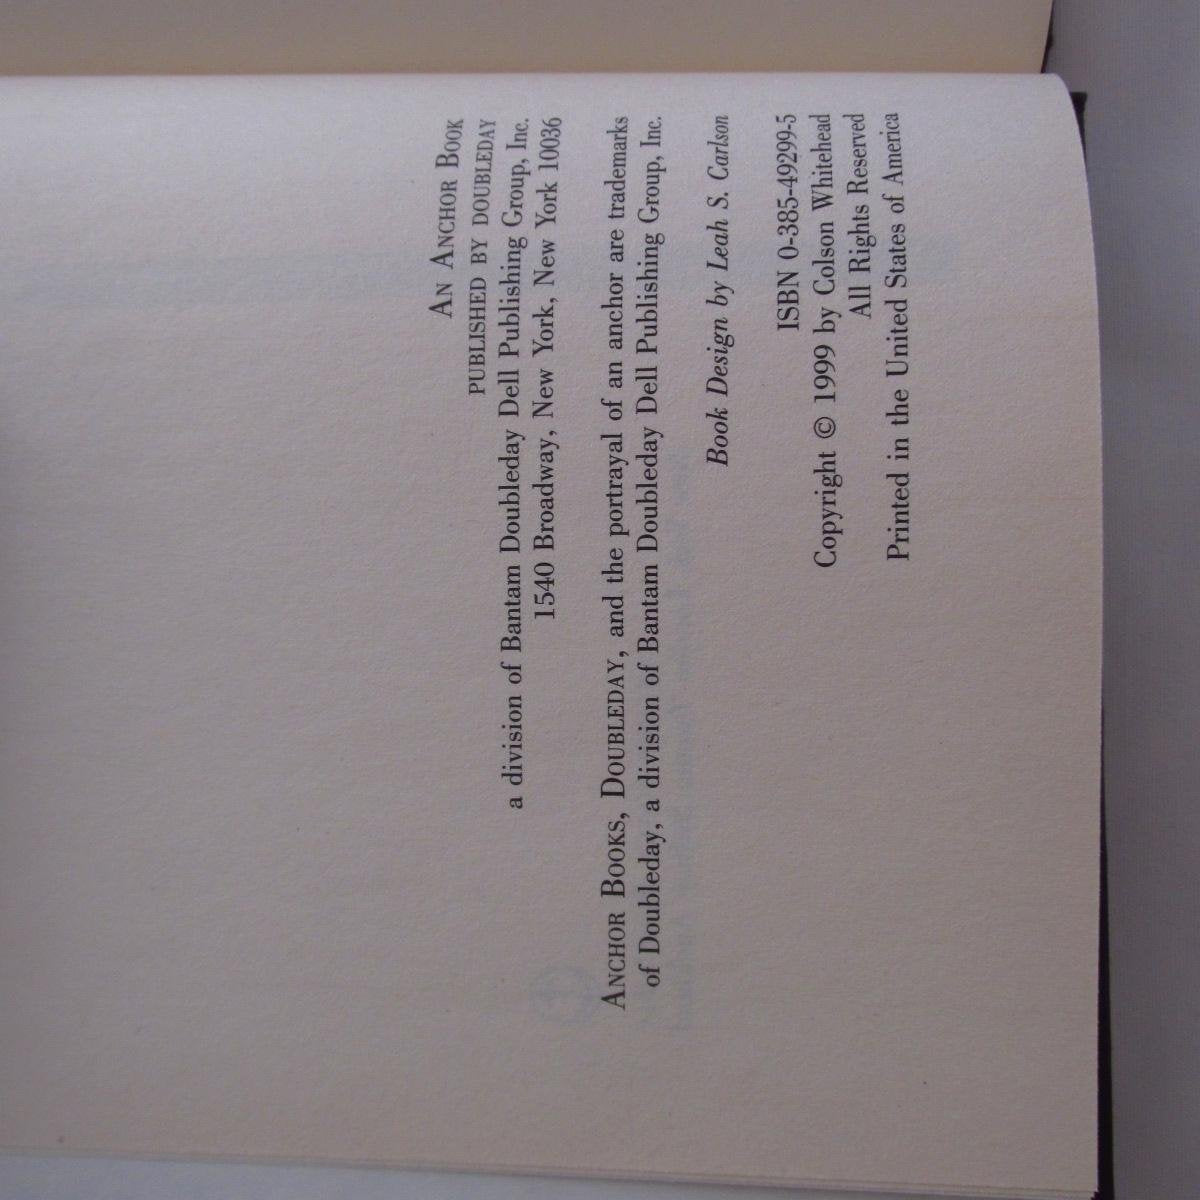 An Anchor Book
PUBLISHED BY DOUBLEDAY
a division of Bantam Doubleday Dell Publishing Group, Inc.
1540 Broadway, New York, New York 10036
Anchor Books, Doubleday, and the portrayal of an anchor are trademarks
of Doubleday, a division of Bantam Doubleday Dell Publishing Group, Inc.
Book Design by Leah S. Carlson
ISBN 0-385-49299-5
Copyright © 1999 by Colson Whitehead
All Rights Reserved
Printed in the United States of America